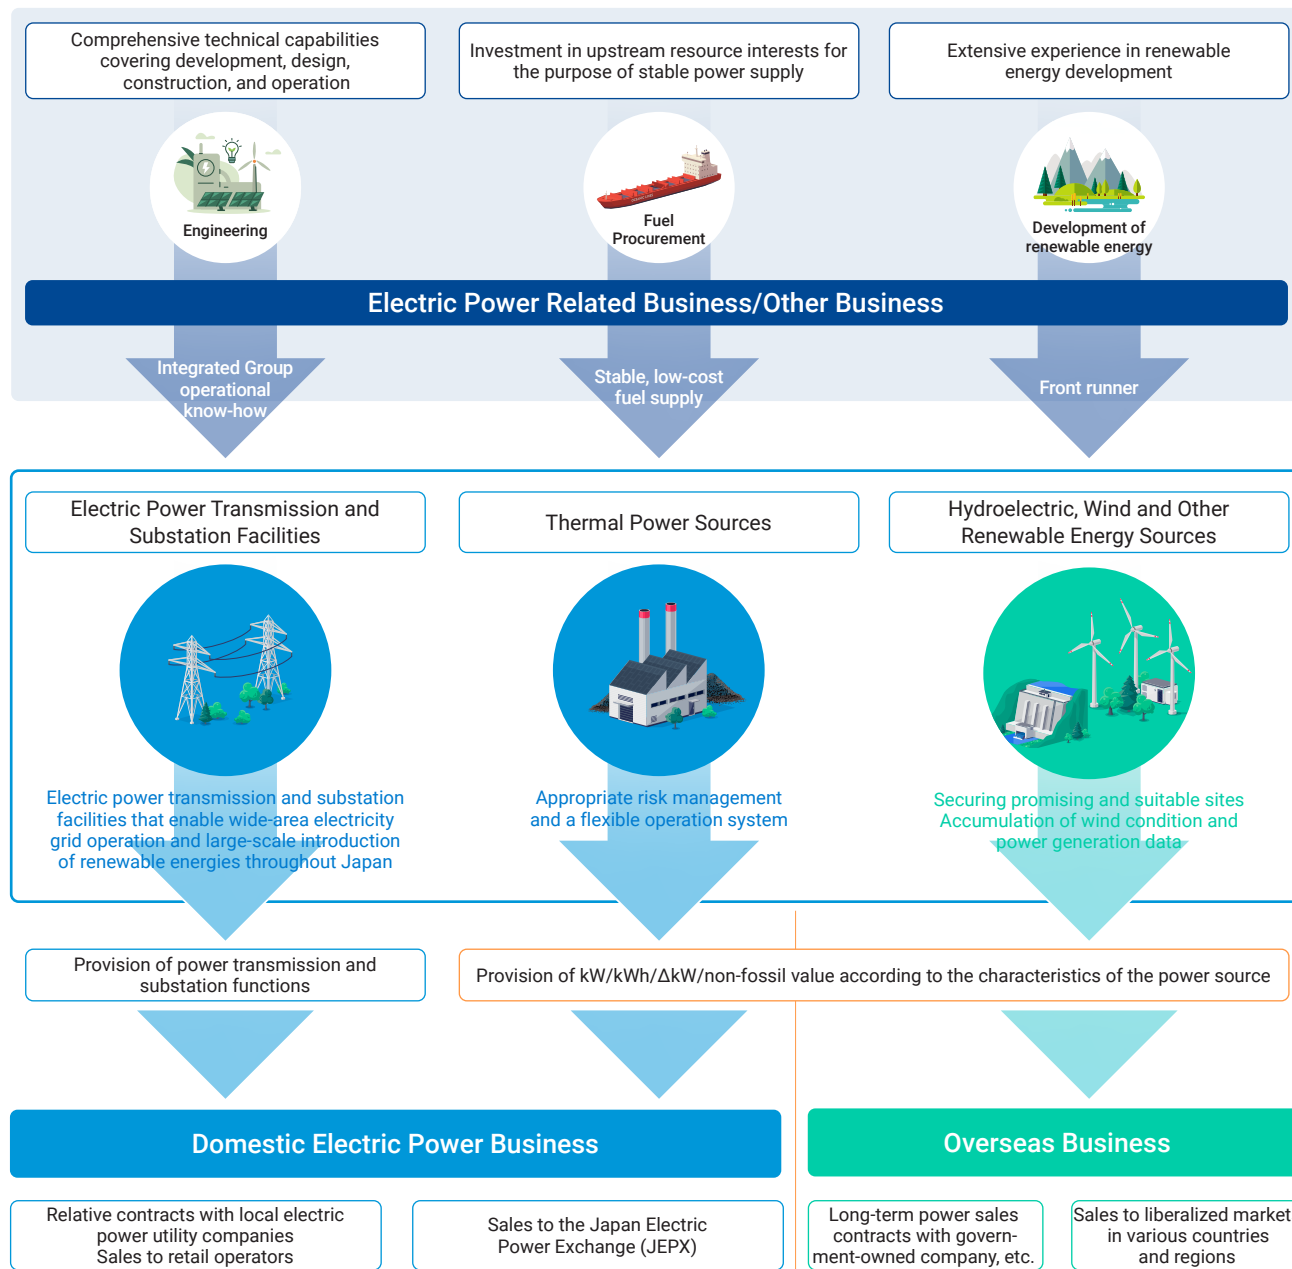 Comprehensive technical capabilities
covering development, design,
construction, and operation
Investment in upstream resource interests for
the purpose of stable power supply
Extensive experience in renewable
energy development
Engineering
Fuel
Procurement
Development of
renewable energy
Electric Power Related Business/Other Business
Integrated Group
operational
know-how
Stable, low-cost
fuel supply
Front runner
Electric Power Transmission and
Substation Facilities
Thermal Power Sources
Hydroelectric, Wind and Other
Renewable Energy Sources
Electric power transmission and substation
facilities that enable wide-area electricity
grid operation and large-scale introduction
of renewable energies throughout Japan
Appropriate risk management
and a flexible operation system
Securing promising and suitable sites
Accumulation of wind condition and
power generation data
Provision of power transmission and
substation functions
Provision of kW/kWh/ΔkW/non-fossil value according to the characteristics of the power source
Domestic Electric Power Business
Overseas Business
Relative contracts with local electric
power utility companies
Sales to retail operators
Sales to the Japan Electric
Power Exchange (JEPX)
Long-term power sales
contracts with govern-
ment-owned company, etc.
Sales to liberalized market
in various countries
and regions